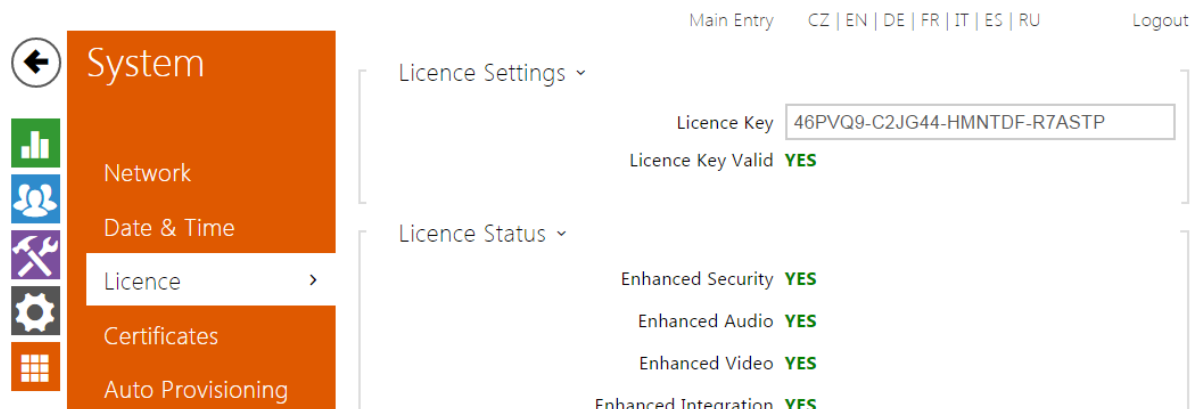 Main Entry CZ | EN | DE | FR | IT | ES | RU Logout
System
Network
Date & Time
Licence
Certificates
Auto Provisioning
Licence Settings
Licence Key 46PVQ9-C2JG44-HMNTDF-R7ASTP
Licence Key Valid YES
Licence Status
Enhanced Security YES
Enhanced Audio YES
Enhanced Video YES
Enhanced Integration YES